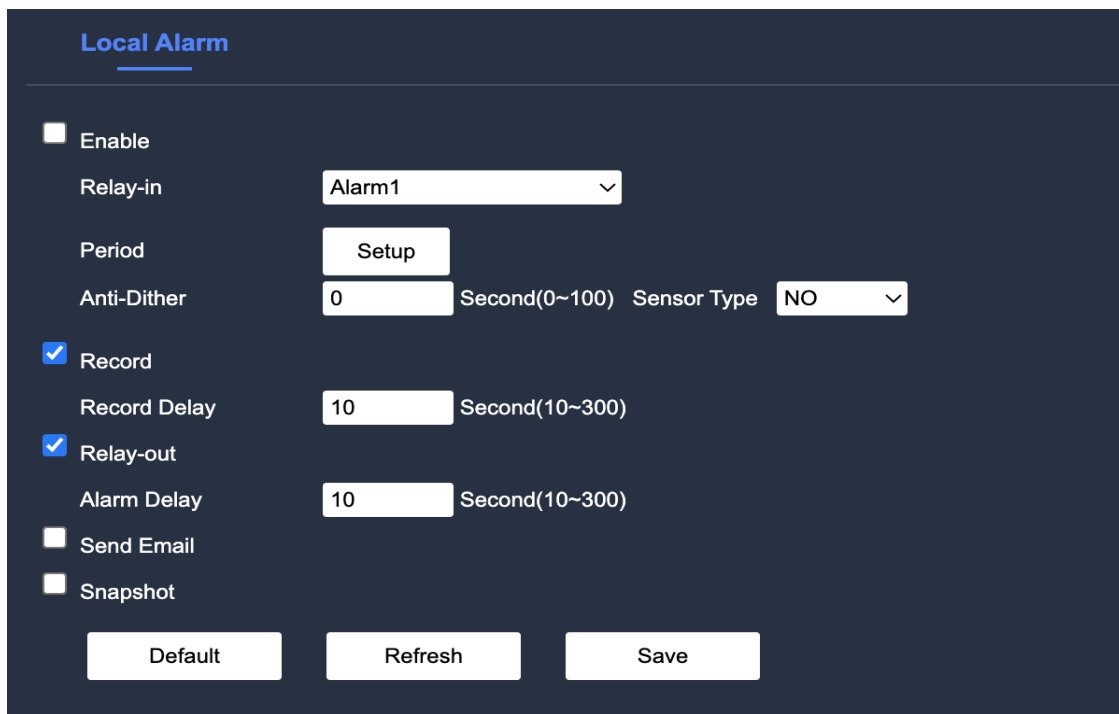 Local Alarm
Enable
Relay-in Alarm1
Period Setup
Anti-Dither 0 Second(0~100) Sensor Type NO
Record
Record Delay 10 Second(10~300)
Relay-out
Alarm Delay 10 Second(10~300)
Send Email
Snapshot
Default Refresh Save